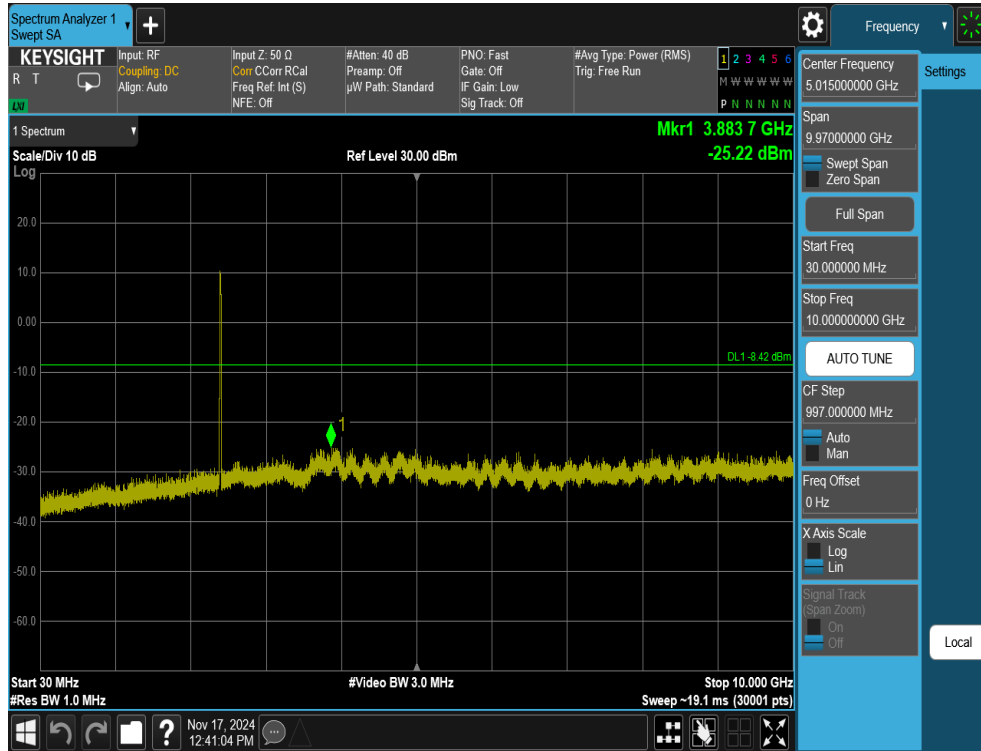 Spectrum Analyzer 1
Swept SA
Frequency
KEYSIGHT
R T
LXI
Input: RF
Coupling: DC
Align: Auto
Input Z: 50 Ω
Corr CCorr RCal
Freq Ref: Int (S)
NFE: Off
#Atten: 40 dB
Preamp: Off
µW Path: Standard
PNO: Fast
Gate: Off
IF Gain: Low
Sig Track: Off
#Avg Type: Power (RMS)
Trig: Free Run
1 2 3 4 5 6
M W W W W W
P N N N N N
1 Spectrum
Scale/Div 10 dB
Ref Level 30.00 dBm
Mkr1 3.883 7 GHz
-25.22 dBm
Log
20.0
10.0
0.00
-10.0
-20.0
-30.0
-40.0
-50.0
-60.0
DL1 -8.42 dBm
1
Start 30 MHz
#Video BW 3.0 MHz
Stop 10.000 GHz
#Res BW 1.0 MHz
Sweep ~19.1 ms (30001 pts)
Center Frequency
5.015000000 GHz
Settings
Span
9.97000000 GHz
Swept Span
Zero Span
Full Span
Start Freq
30.000000 MHz
Stop Freq
10.000000000 GHz
AUTO TUNE
CF Step
997.000000 MHz
Auto
Man
Freq Offset
0 Hz
X Axis Scale
Log
Lin
Signal Track
(Span Zoom)
On
Off
Local
?
Nov 17, 2024
12:41:04 PM